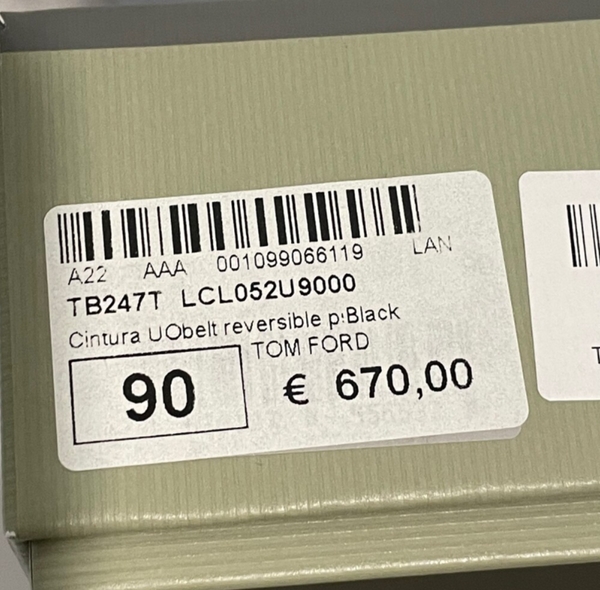 A22 AAA 001099066119 LAN
TB247T LCL052U9000
Cintura UObelt reversible p:Black
TOM FORD
90 € 670,00
T